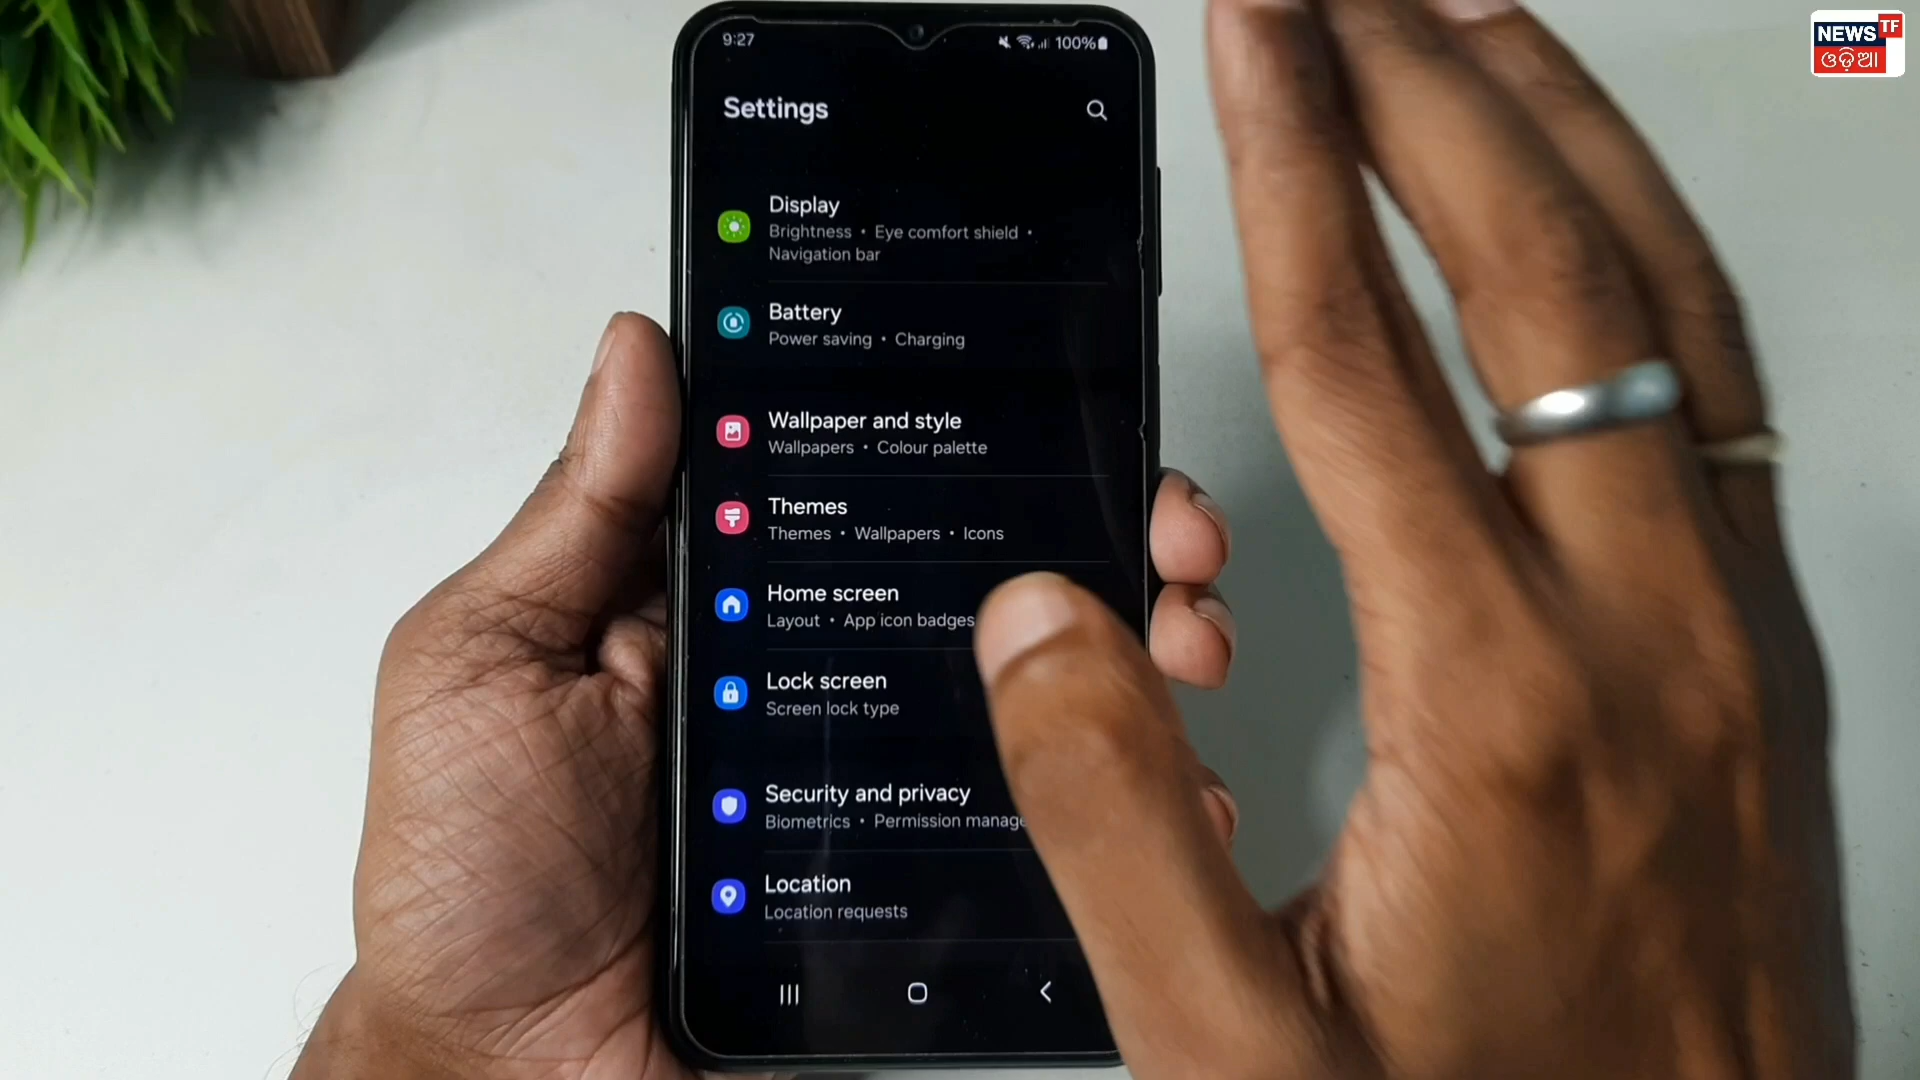 9:27
100%
Settings
Display
Brightness • Eye comfort shield •
Navigation bar
Battery
Power saving • Charging
Wallpaper and style
Wallpapers • Colour palette
Themes
Themes • Wallpapers • Icons
Home screen
Layout • App icon badges
Lock screen
Screen lock type
Security and privacy
Biometrics • Permission manage
Location
Location requests
NEWS TF
ଓଡ଼ିଆ